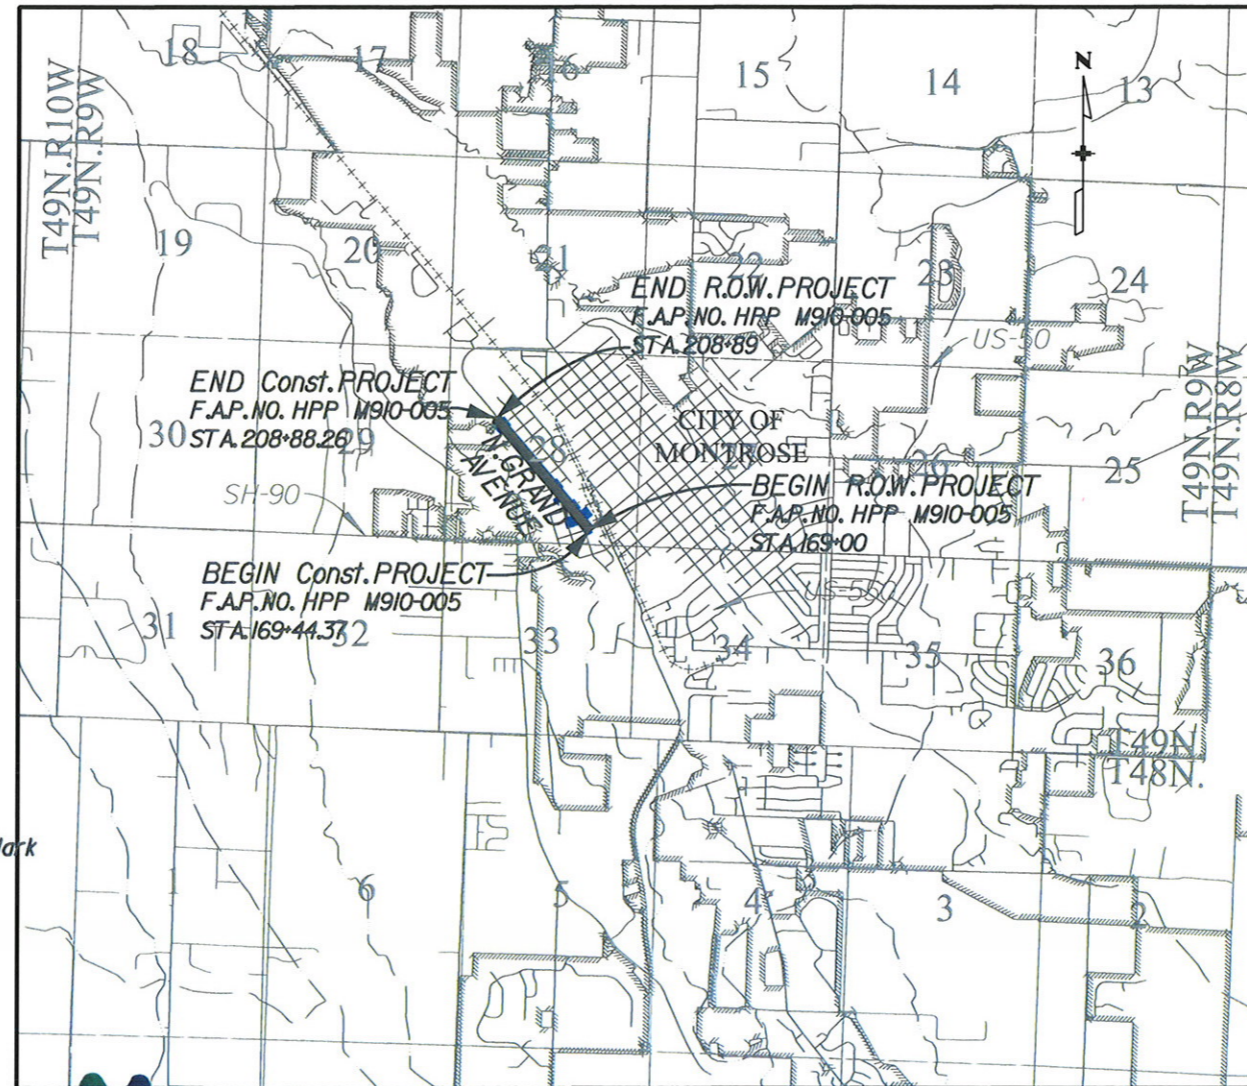 18
17
16
15
14
13
N
T49N.R10W
T49N.R9W
19
20
21
22
23
24
END R.O.W. PROJECT
F.A.P. NO. HPP M910-005
STA.208+89
US-50
END Const. PROJECT
F.A.P. NO. HPP M910-005
STA.208+88.26
30
29
28
27
26
25
CITY OF
MONTROSE
N. GRAND
AVENUE
T49N.R9W
T49N.R8W
SH-90
BEGIN R.O.W. PROJECT
F.A.P. NO. HPP M910-005
STA.169+00
BEGIN Const. PROJECT
F.A.P. NO. HPP M910-005
STA.169+44.37
US-550
31
32
33
34
35
36
T49N.
T48N.
1
6
5
4
3
2